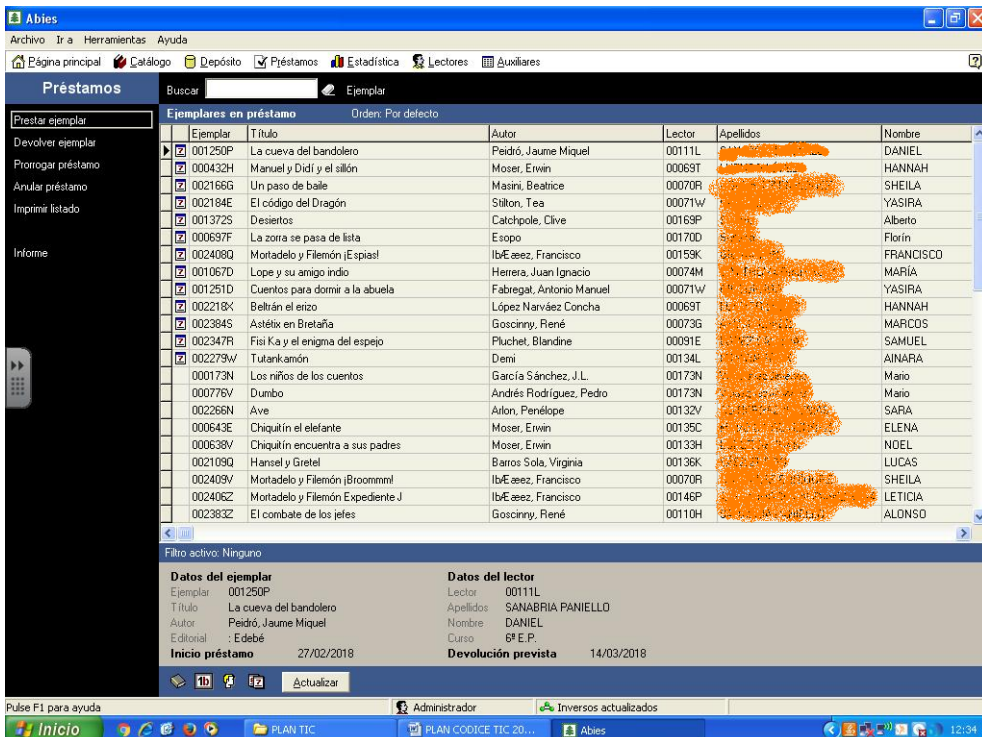 Abies
Archivo Ir a Herramientas Ayuda
Página principal Catálogo Depósito Préstamos Estadística Lectores Auxiliares
Préstamos Buscar Ejemplar
Prestar ejemplar
Devolver ejemplar
Prorrogar préstamo
Anular préstamo
Imprimir listado
Informe
Ejemplares en préstamo Orden: Por defecto
Ejemplar Título Autor Lector Apellidos Nombre
001250P La cueva del bandolero Peidró, Jaume Miquel 00111L DANIEL
000432H Manuel y Didí y el sillón Moser, Erwin 00069T HANNAH
002166G Un paso de baile Masini, Beatrice 00070R SHEILA
002184E El código del Dragón Stilton, Tea 00071W YASIRA
001372S Desiertos Catchpole, Clive 00169P Alberto
000697F La zorra se pasa de lista Esopo 00170D Florín
002408Q Mortadelo y Filemón ¡Espias! IbÆæez, Francisco 00159K FRANCISCO
001067D Lope y su amigo indio Herrera, Juan Ignacio 00074M MARÍA
001251D Cuentos para dormir a la abuela Fabregat, Antonio Manuel 00071W YASIRA
002218X Beltrán el erizo López Narváez Concha 00069T HANNAH
002384S Astétix en Bretaña Goscinny, René 00073G MARCOS
002347R Fisi Ka y el enigma del espejo Pluchet, Blandine 00091E SAMUEL
002279W Tutankamón Demi 00134L AINARA
000173N Los niños de los cuentos García Sánchez, J.L. 00173N Mario
000776V Dumbo Andrés Rodríguez, Pedro 00173N Mario
002266N Ave Arlon, Penélope 00132V SARA
000643E Chiquitín el elefante Moser, Erwin 00135C ELENA
000638V Chiquitín encuentra a sus padres Moser, Erwin 00133H NOEL
002109Q Hansel y Gretel Barros Sola, Virginia 00136K LUCAS
002409V Mortadelo y Filemón ¡Broommm! IbÆæez, Francisco 00070R SHEILA
002406Z Mortadelo y Filemón Expediente J IbÆæez, Francisco 00146P LETICIA
002383Z El combate de los jefes Goscinny, René 00110H ALONSO
Filtro activo: Ninguno
Datos del ejemplar Datos del lector
Ejemplar 001250P Lector 00111L
Título La cueva del bandolero Apellidos SANABRIA PANIELLO
Autor Peidró, Jaume Miquel Nombre DANIEL
Editorial : Edebé Curso 6º E.P.
Inicio préstamo 27/02/2018 Devolución prevista 14/03/2018
Actualizar
Pulse F1 para ayuda Administrador Inversos actualizados
Inicio PLAN TIC PLAN CODICE TIC 20... Abies 12:34